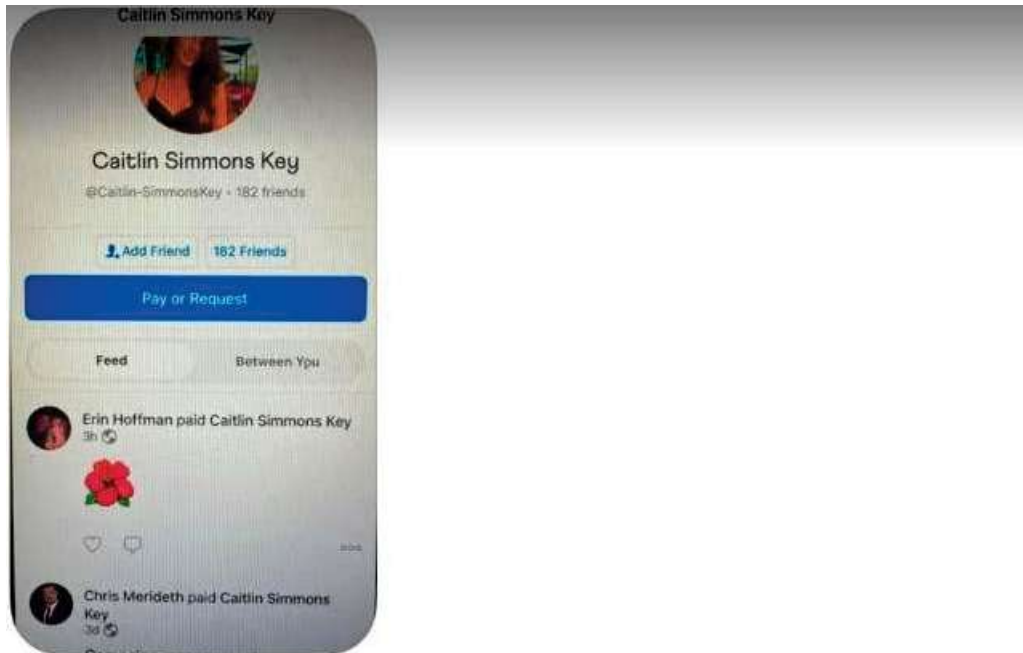 Caitlin Simmons Key
Caitlin Simmons Key
@Caitlin-SimmonsKey • 182 friends
Add Friend
182 Friends
Pay or Request
Feed
Between You
Erin Hoffman paid Caitlin Simmons Key
3h
Chris Merideth paid Caitlin Simmons
Key
3d